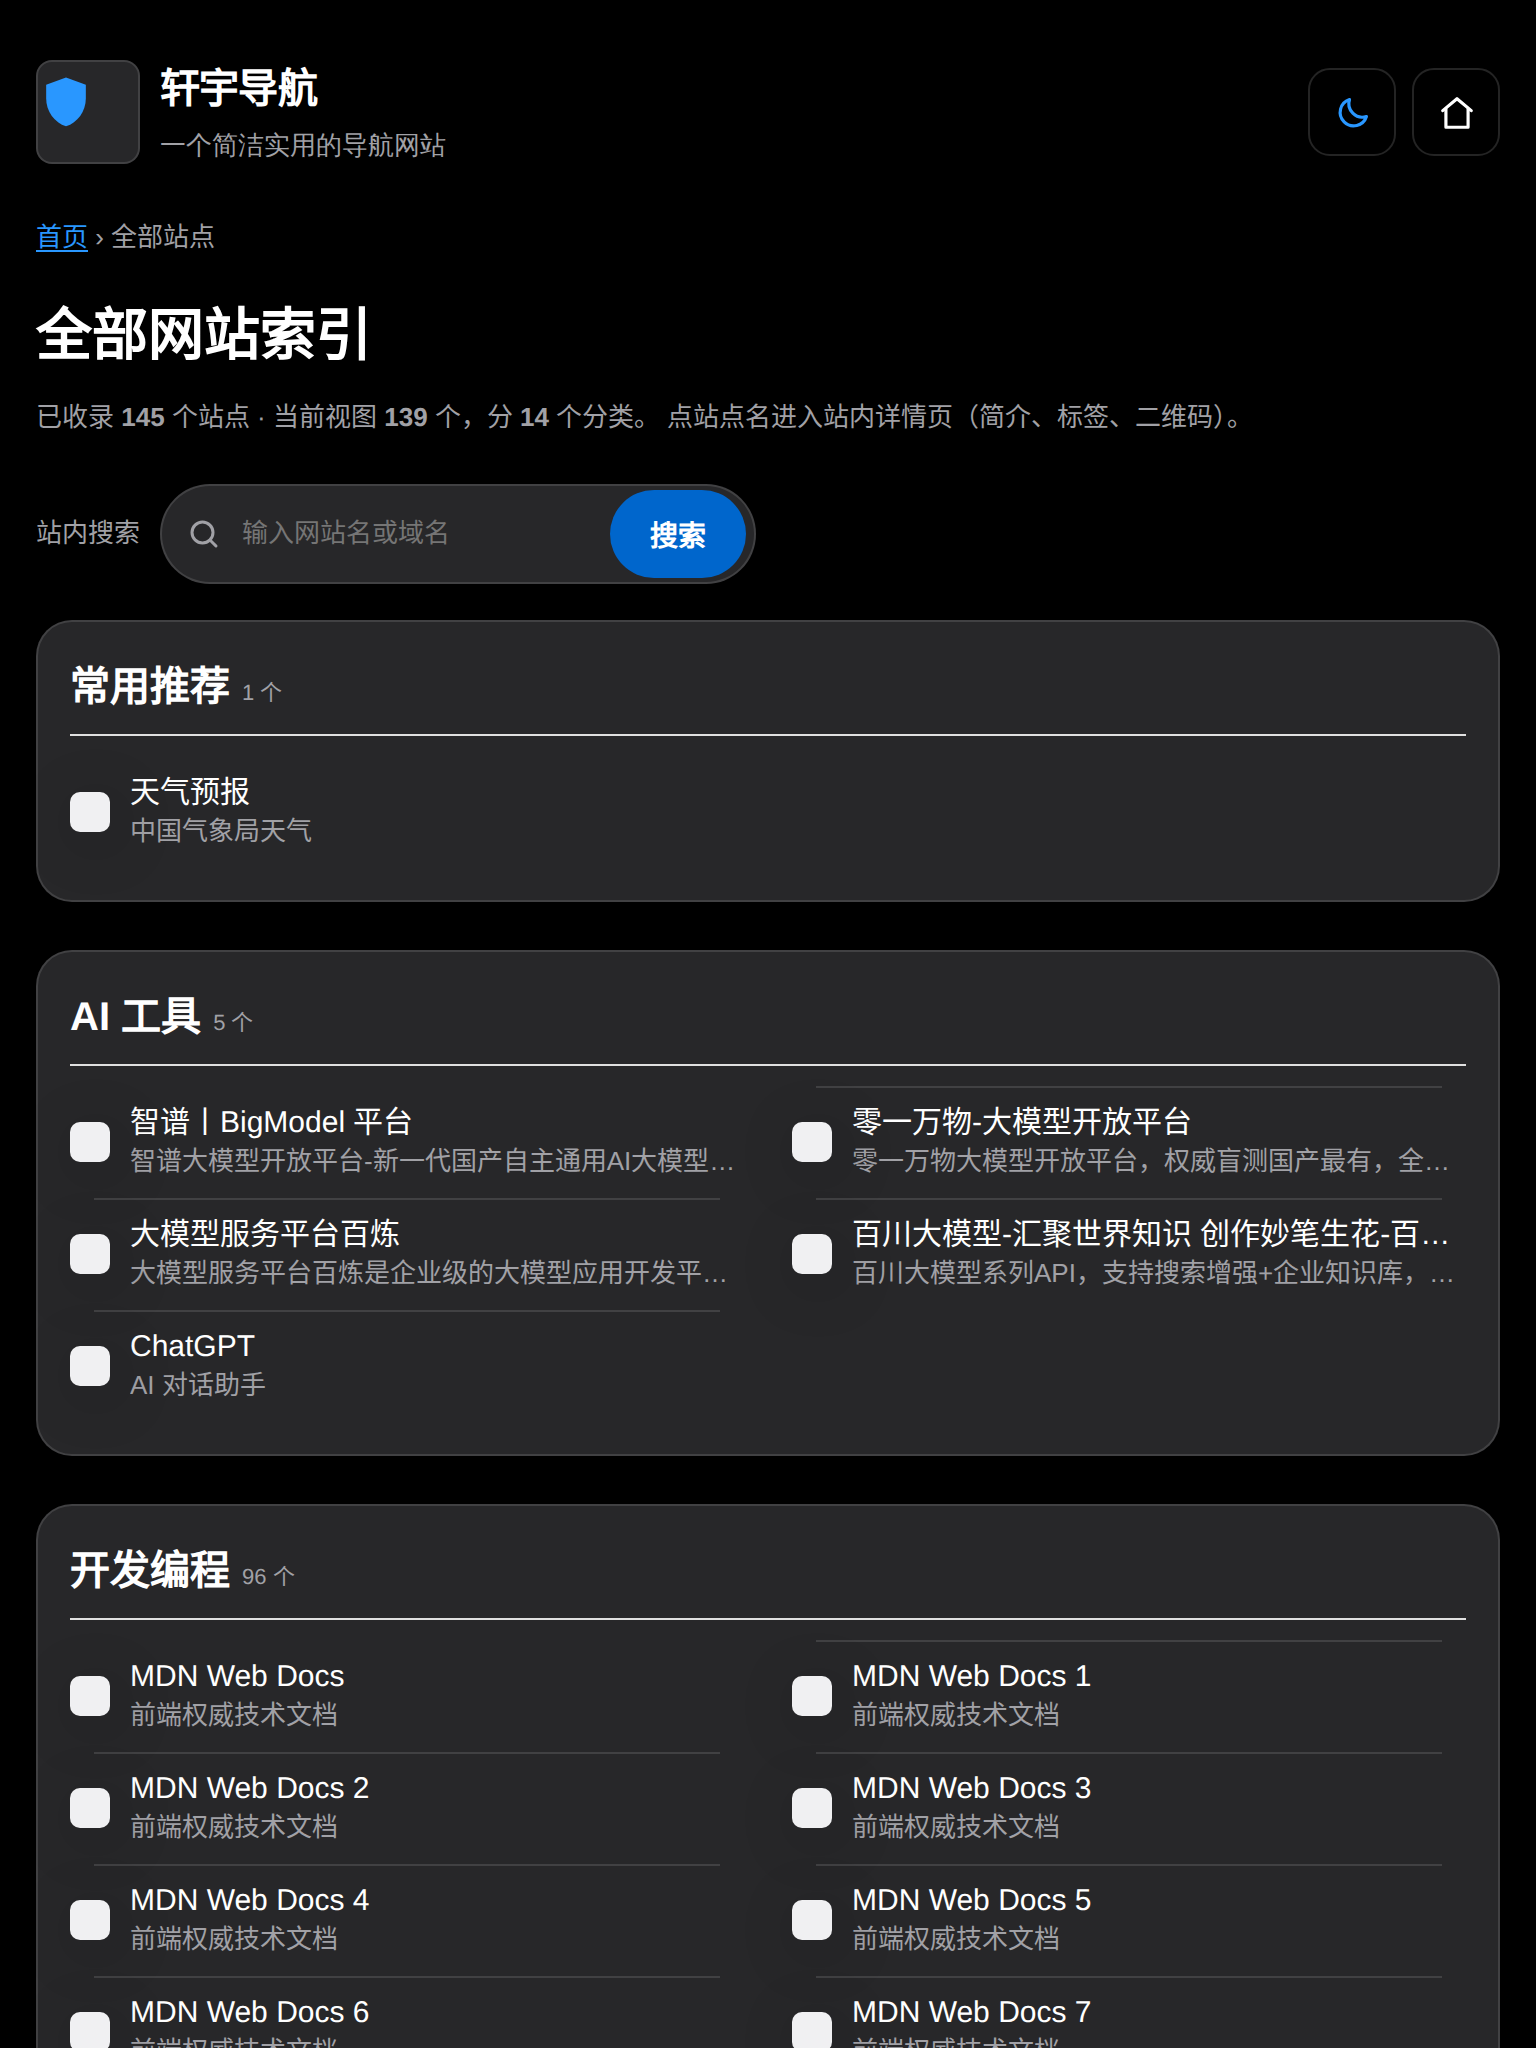 轩宇导航
一个简洁实用的导航网站
首页 › 全部站点
全部网站索引
已收录 145 个站点 · 当前视图 139 个，分 14 个分类。 点站点名进入站内详情页（简介、标签、二维码）。
站内搜索 输入网站名或域名 搜索
常用推荐 1 个
天气预报
中国气象局天气
AI 工具 5 个
智谱丨BigModel 平台
智谱大模型开放平台-新一代国产自主通用AI大模型…
零一万物-大模型开放平台
零一万物大模型开放平台，权威盲测国产最有，全…
大模型服务平台百炼
大模型服务平台百炼是企业级的大模型应用开发平…
百川大模型-汇聚世界知识 创作妙笔生花-百…
百川大模型系列API，支持搜索增强+企业知识库，…
ChatGPT
AI 对话助手
开发编程 96 个
MDN Web Docs
前端权威技术文档
MDN Web Docs 1
前端权威技术文档
MDN Web Docs 2
前端权威技术文档
MDN Web Docs 3
前端权威技术文档
MDN Web Docs 4
前端权威技术文档
MDN Web Docs 5
前端权威技术文档
MDN Web Docs 6
前端权威技术文档
MDN Web Docs 7
前端权威技术文档